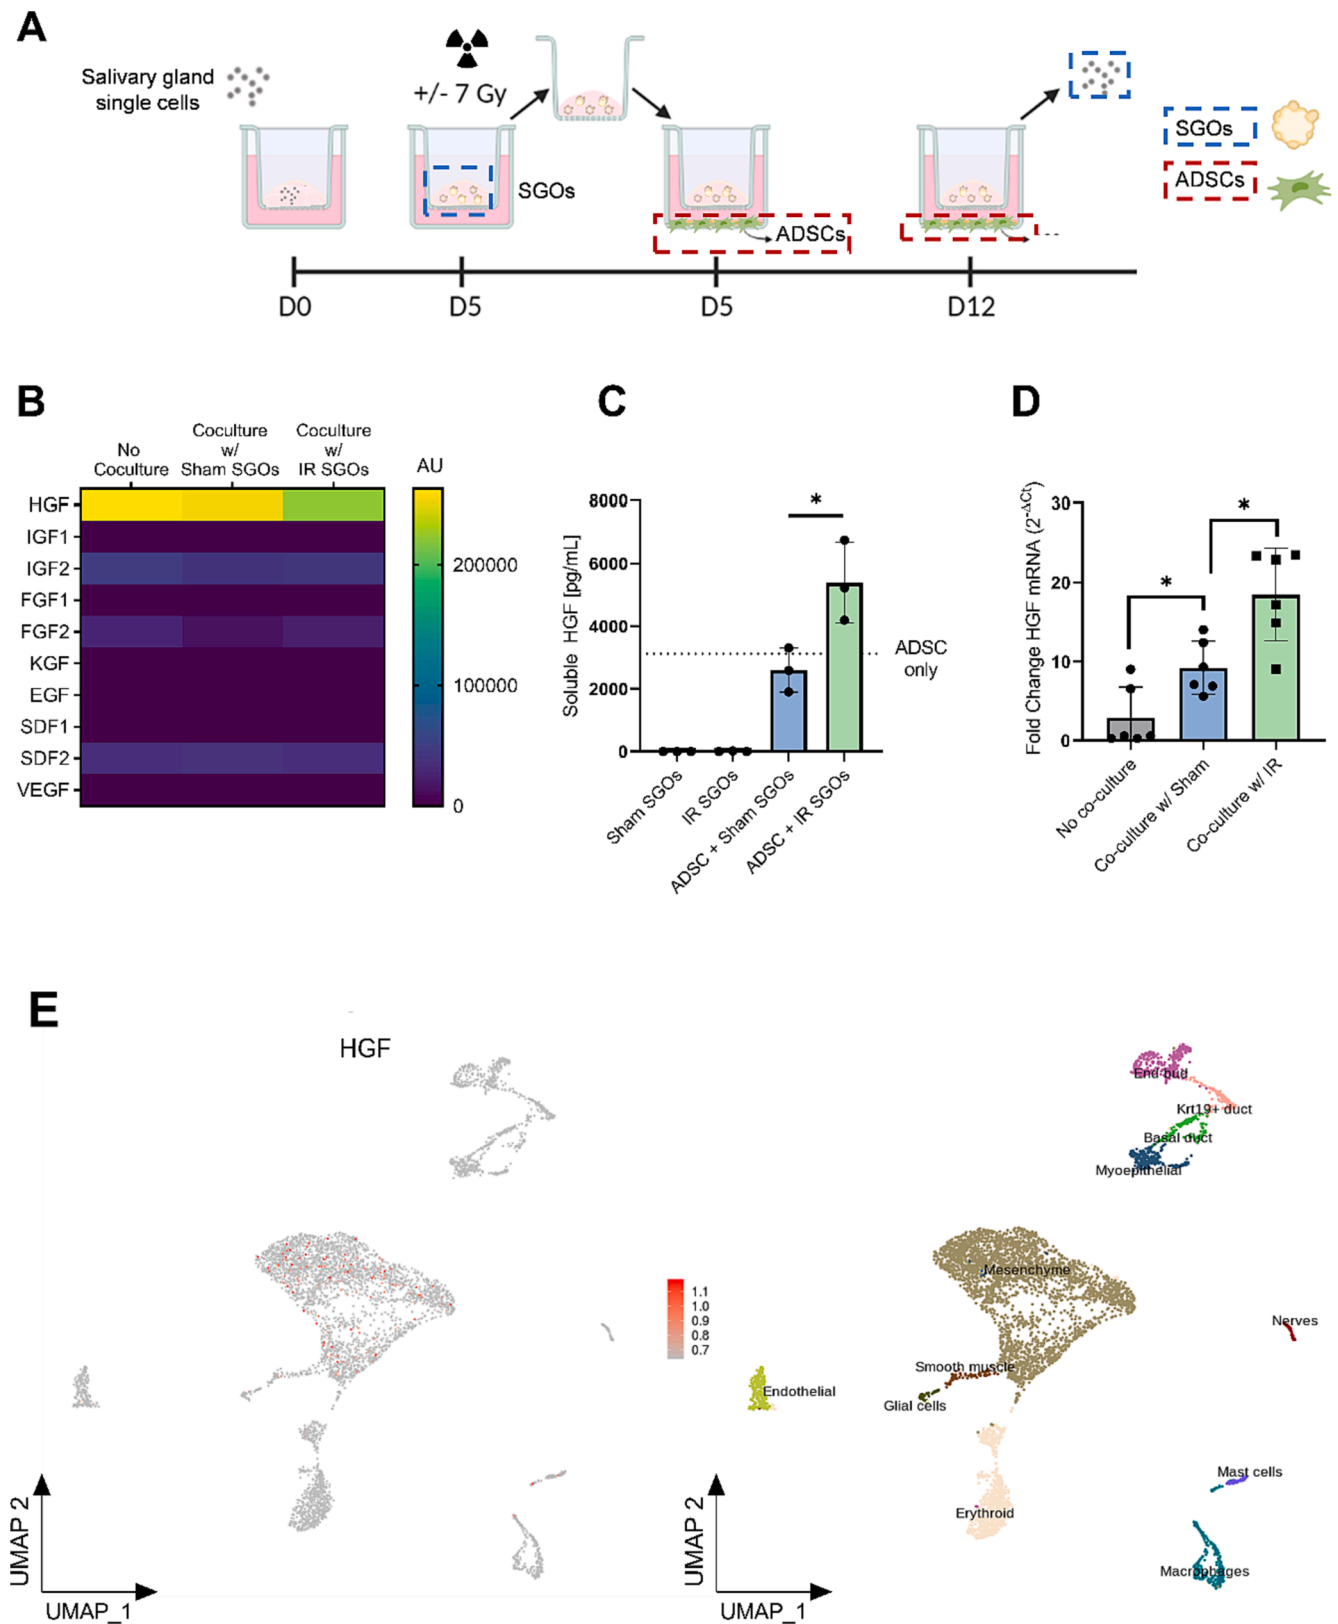 A
Salivary gland
single cells
+/- 7 Gy
SGOs
ADSCs
SGOs
ADSCs
D0
D5
D5
D12
B
No
Coculture
Coculture
w/
Sham SGOs
Coculture
w/
IR SGOs
AU
HGF
IGF1
IGF2
FGF1
FGF2
KGF
EGF
SDF1
SDF2
VEGF
200000
100000
0
C
Soluble HGF [pg/mL]
8000
6000
4000
2000
0
*
ADSC
only
Sham SGOs
IR SGOs
ADSC + Sham SGOs
ADSC + IR SGOs
D
Fold Change HGF mRNA (2^-ΔCt)
30
20
10
0
*
*
No co-culture
Co-culture w/ Sham
Co-culture w/ IR
E
HGF
1.1
1.0
0.9
0.8
0.7
UMAP 2
UMAP_1
End bud
Krt19+ duct
Basal duct
Myoepithelial
Mesenchyme
Nerves
Smooth muscle
Endothelial
Glial cells
Mast cells
Erythroid
Macrophages
UMAP 2
UMAP_1